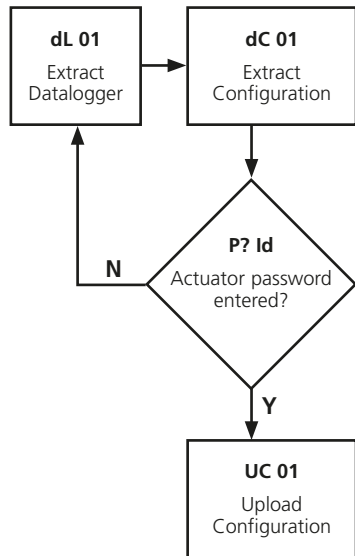 dL 01
Extract
Datalogger
dC 01
Extract
Configuration
P? Id
Actuator password
entered?
N
Y
UC 01
Upload
Configuration